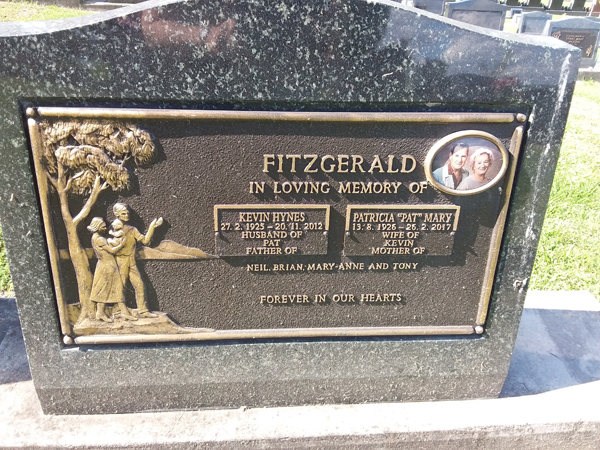 FITZGERALD
IN LOVING MEMORY OF
KEVIN HYNES
27. 2. 1925 – 20. 11. 2012
HUSBAND OF
PAT
FATHER OF
PATRICIA "PAT" MARY
13. 8. 1926 – 26. 2. 2017
WIFE OF
KEVIN
MOTHER OF
NEIL, BRIAN, MARY-ANNE AND TONY
FOREVER IN OUR HEARTS